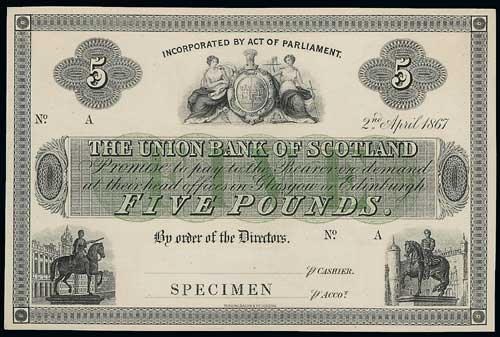 INCORPORATED BY ACT OF PARLIAMENT.
5 5
No A 2nd April 1867
THE UNION BANK OF SCOTLAND
Promise to pay to the Bearer on demand
at their head offices in Glasgow or Edinburgh
FIVE POUNDS.
By order of the Directors. No A
p CASHIER.
SPECIMEN p ACCOT.